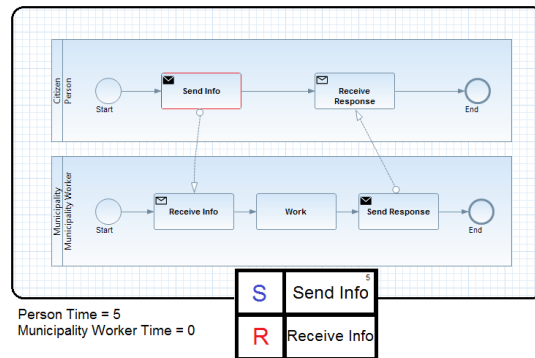 Citizen
Person
Start
Send Info
Receive
Response
End
Municipality
Municipality Worker
Start
Receive Info
Work
Send Response
End
Person Time = 5
Municipality Worker Time = 0
S
Send Info
5
R
Receive Info